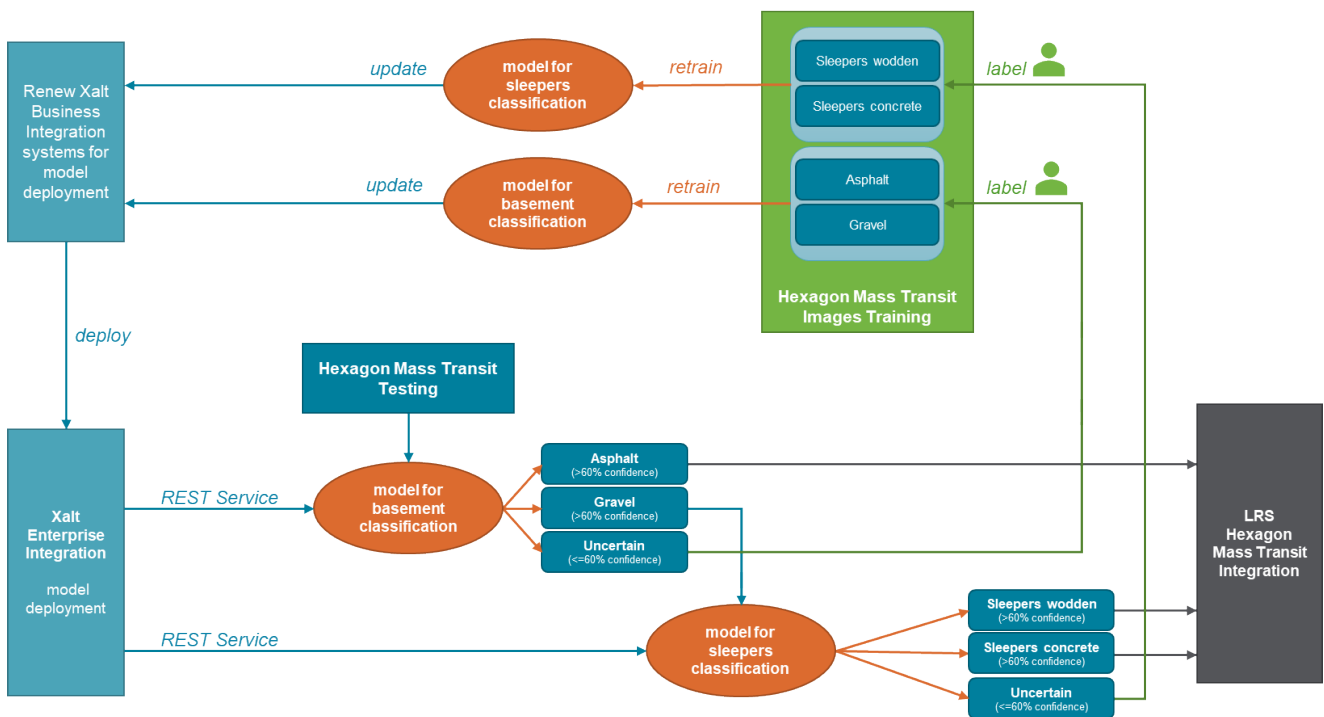 Renew Xalt
Business
Integration
systems for
model
deployment
update
model for
sleepers
classification
retrain
Sleepers wodden
Sleepers concrete
label
update
model for
basement
classification
retrain
Asphalt
Gravel
label
Hexagon Mass Transit
Images Training
deploy
Hexagon Mass Transit
Testing
Xalt
Enterprise
Integration
model
deployment
REST Service
model for
basement
classification
Asphalt
(>60% confidence)
Gravel
(>60% confidence)
Uncertain
(<=60% confidence)
REST Service
model for
sleepers
classification
Sleepers wodden
(>60% confidence)
Sleepers concrete
(>60% confidence)
Uncertain
(<=60% confidence)
LRS
Hexagon
Mass Transit
Integration